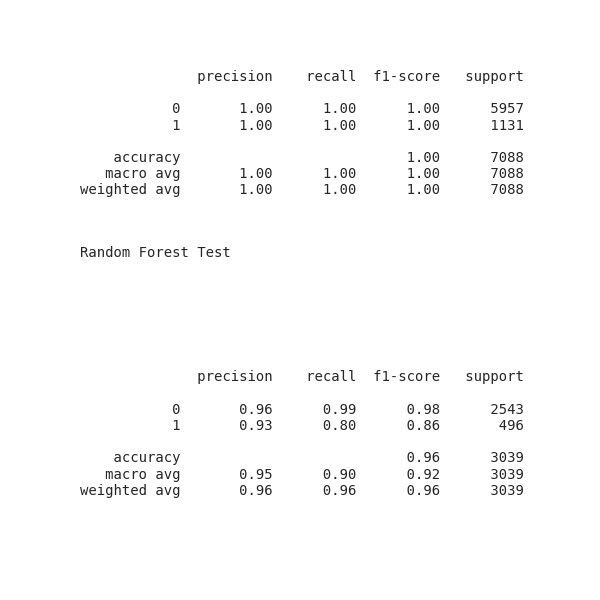 precision recall f1-score support
0 1.00 1.00 1.00 5957
1 1.00 1.00 1.00 1131
accuracy 1.00 7088
macro avg 1.00 1.00 1.00 7088
weighted avg 1.00 1.00 1.00 7088
Random Forest Test
precision recall f1-score support
0 0.96 0.99 0.98 2543
1 0.93 0.80 0.86 496
accuracy 0.96 3039
macro avg 0.95 0.90 0.92 3039
weighted avg 0.96 0.96 0.96 3039